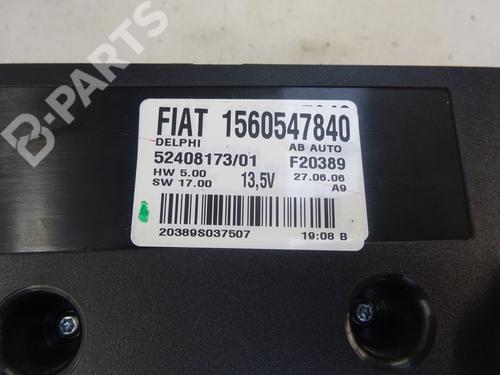 B-PARTS
FIAT 1560547840
DELPHI AB AUTO
52408173/01 F20389
HW 5.00 27.06.06
SW 17.00 13,5V A9
20389S037507 19:08 B
B-PARTS